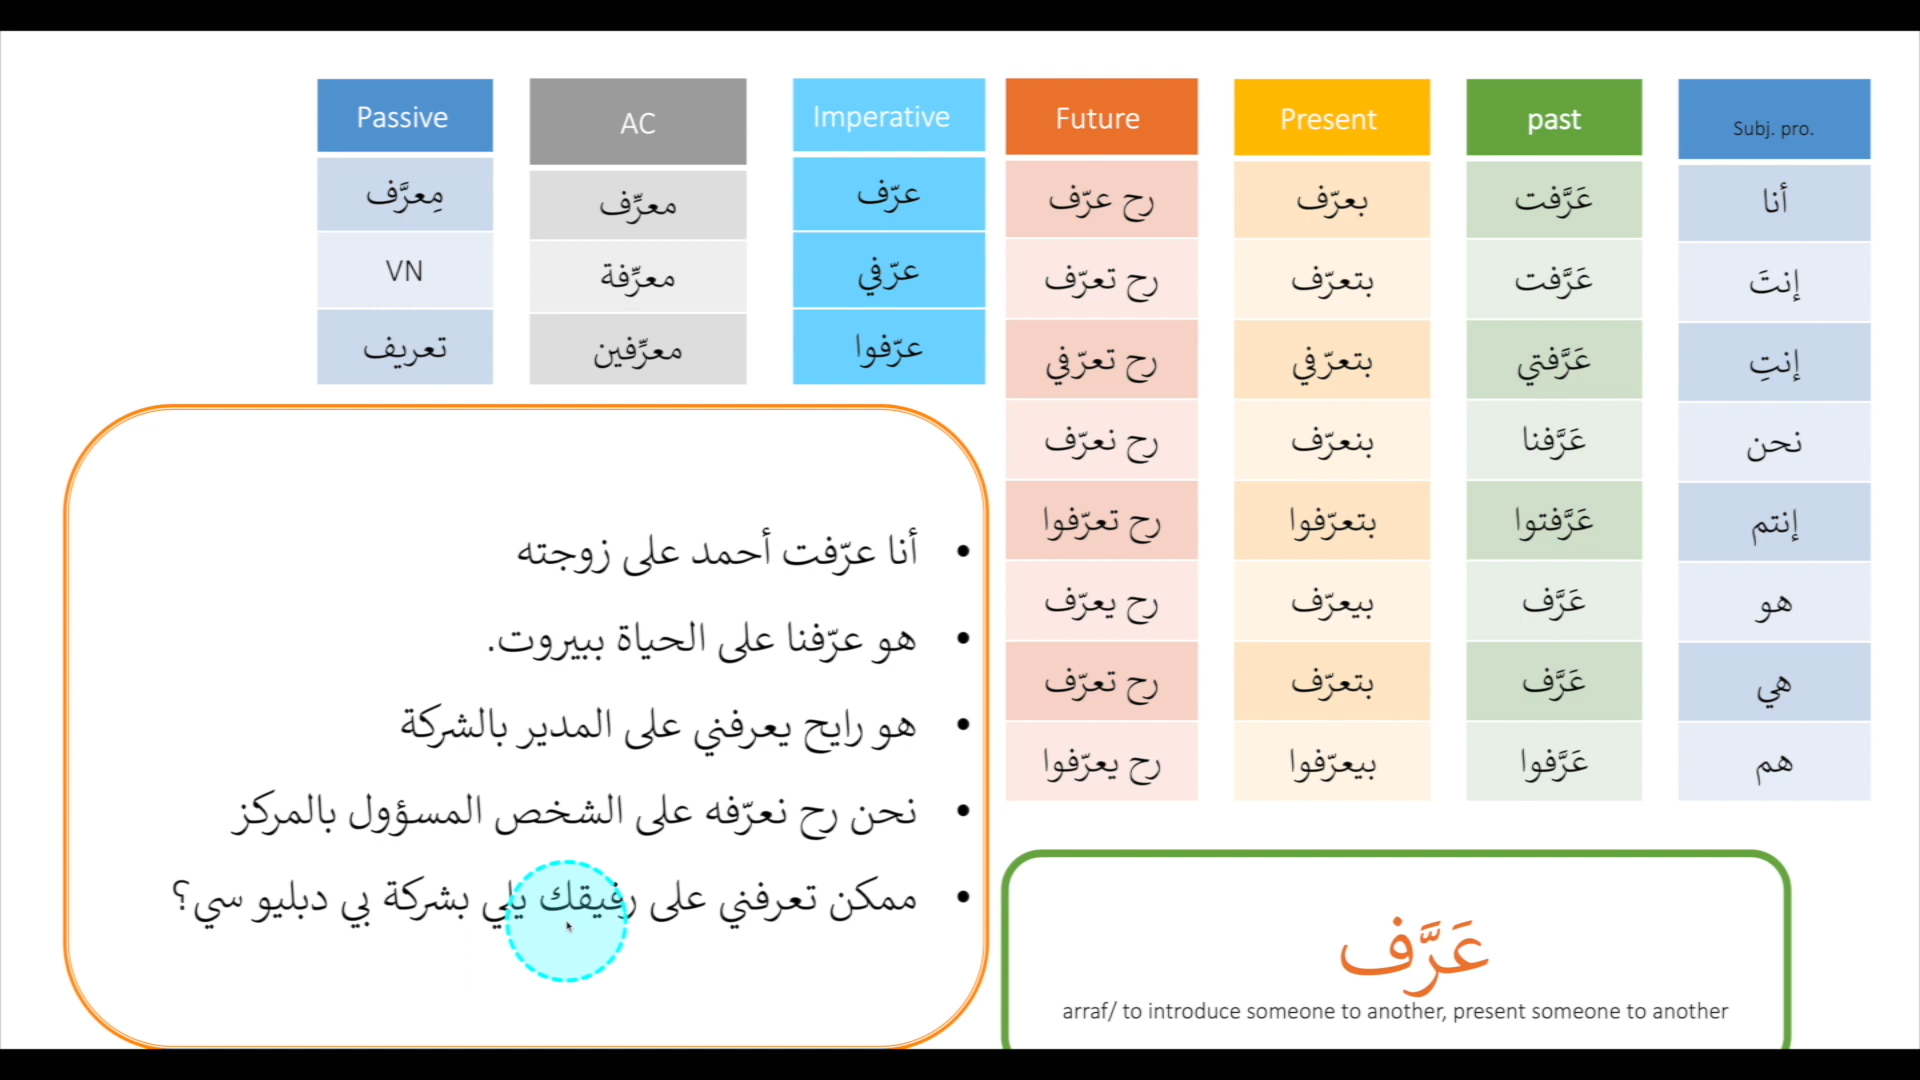 Subj. pro.
أنا
إنتَ
إنتِ
نحن
إنتم
هو
هي
هم
past
عَرَّفت
عَرَّفت
عَرَّفتي
عَرَّفنا
عَرَّفتوا
عَرَّف
عَرَّف
عَرَّفوا
Present
بعرّف
بتعرّف
بتعرّفي
بنعرّف
بتعرّفوا
بيعرّف
بتعرّف
بيعرّفوا
Future
رح عرّف
رح تعرّف
رح تعرّفي
رح نعرّف
رح تعرّفوا
رح يعرّف
رح تعرّف
رح يعرّفوا
Imperative
عرّف
عرّفي
عرّفوا
AC
معرِّف
معرِّفة
معرِّفين
Passive
مِعرَّف
VN
تعريف
• أنا عرّفت أحمد على زوجته
• هو عرّفنا على الحياة ببيروت.
• هو رايح يعرفني على المدير بالشركة
• نحن رح نعرّفه على الشخص المسؤول بالمركز
• ممكن تعرفني على رفيقك يلي بشركة بي دبليو سي؟
عَرَّف
arraf/ to introduce someone to another, present someone to another